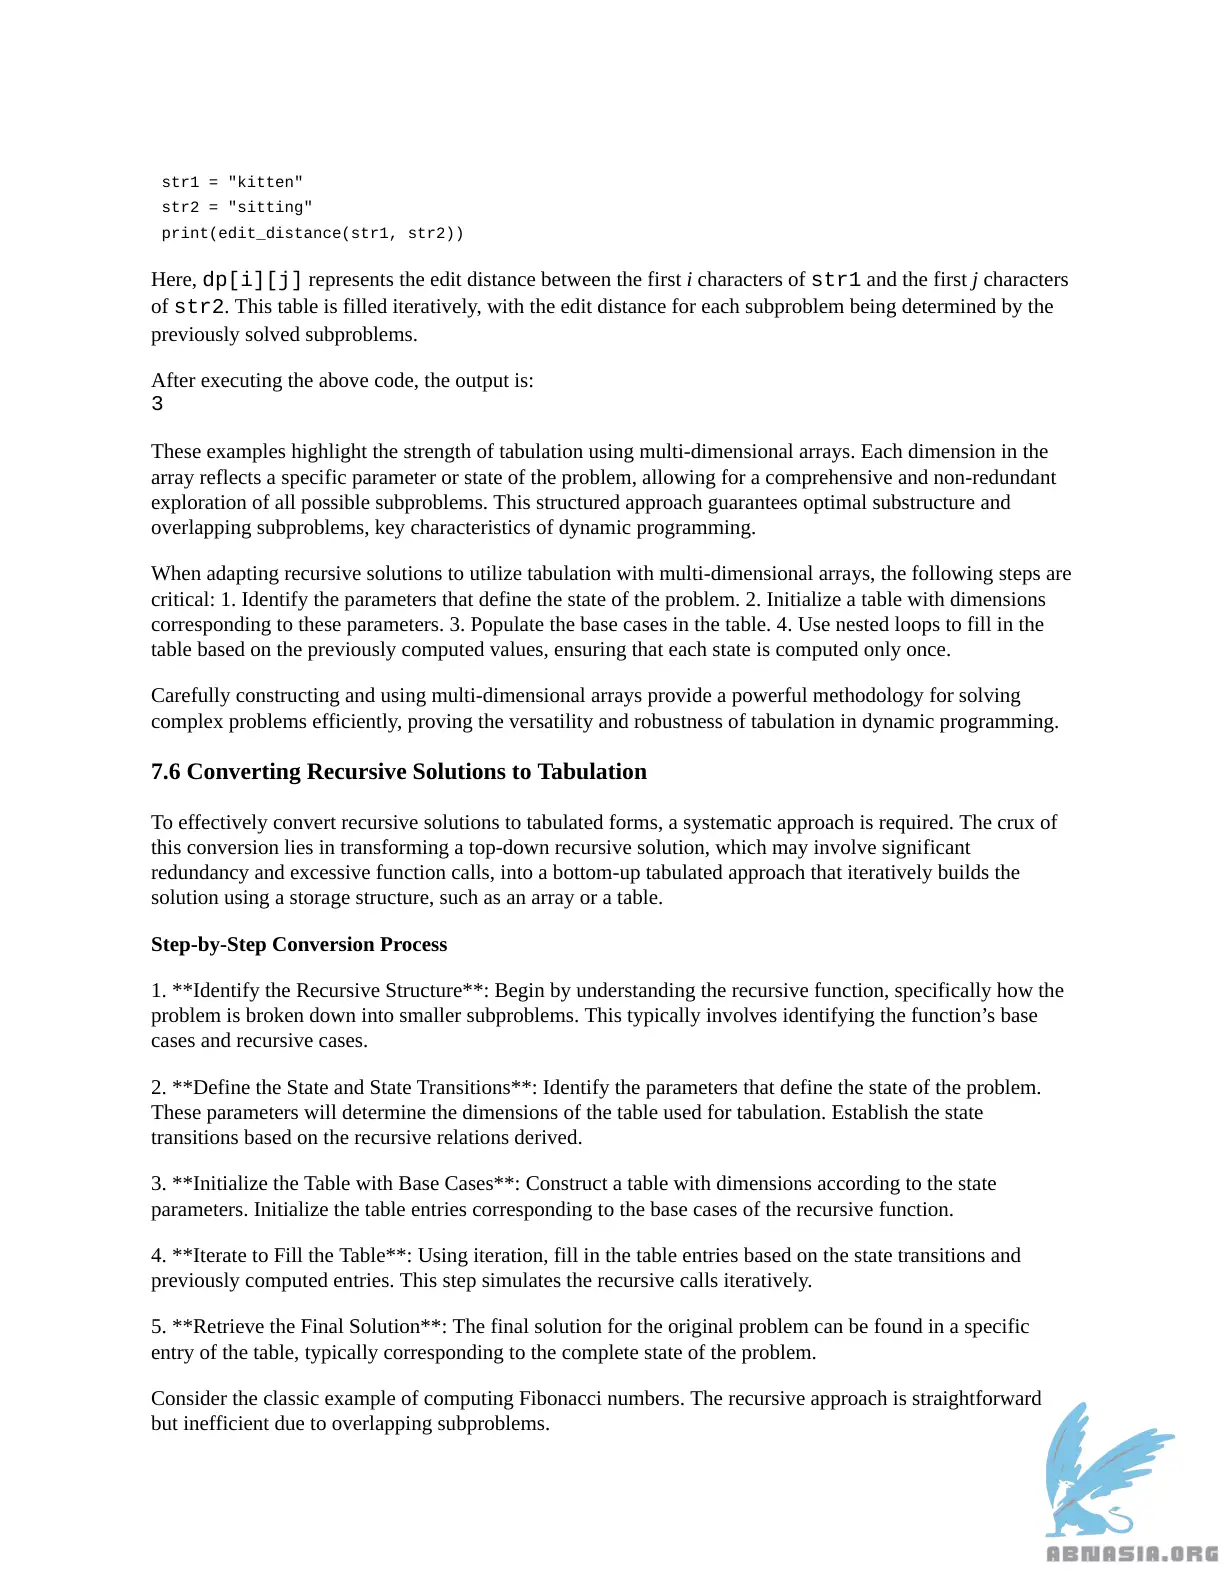 str1 = "kitten"
str2 = "sitting"
print(edit_distance(str1, str2))
Here, dp[i][j] represents the edit distance between the first i characters of str1 and the first j characters
of str2. This table is filled iteratively, with the edit distance for each subproblem being determined by the
previously solved subproblems.
After executing the above code, the output is:
3
These examples highlight the strength of tabulation using multi-dimensional arrays. Each dimension in the
array reflects a specific parameter or state of the problem, allowing for a comprehensive and non-redundant
exploration of all possible subproblems. This structured approach guarantees optimal substructure and
overlapping subproblems, key characteristics of dynamic programming.
When adapting recursive solutions to utilize tabulation with multi-dimensional arrays, the following steps are
critical: 1. Identify the parameters that define the state of the problem. 2. Initialize a table with dimensions
corresponding to these parameters. 3. Populate the base cases in the table. 4. Use nested loops to fill in the
table based on the previously computed values, ensuring that each state is computed only once.
Carefully constructing and using multi-dimensional arrays provide a powerful methodology for solving
complex problems efficiently, proving the versatility and robustness of tabulation in dynamic programming.
7.6 Converting Recursive Solutions to Tabulation
To effectively convert recursive solutions to tabulated forms, a systematic approach is required. The crux of
this conversion lies in transforming a top-down recursive solution, which may involve significant
redundancy and excessive function calls, into a bottom-up tabulated approach that iteratively builds the
solution using a storage structure, such as an array or a table.
Step-by-Step Conversion Process
1. **Identify the Recursive Structure**: Begin by understanding the recursive function, specifically how the
problem is broken down into smaller subproblems. This typically involves identifying the function’s base
cases and recursive cases.
2. **Define the State and State Transitions**: Identify the parameters that define the state of the problem.
These parameters will determine the dimensions of the table used for tabulation. Establish the state
transitions based on the recursive relations derived.
3. **Initialize the Table with Base Cases**: Construct a table with dimensions according to the state
parameters. Initialize the table entries corresponding to the base cases of the recursive function.
4. **Iterate to Fill the Table**: Using iteration, fill in the table entries based on the state transitions and
previously computed entries. This step simulates the recursive calls iteratively.
5. **Retrieve the Final Solution**: The final solution for the original problem can be found in a specific
entry of the table, typically corresponding to the complete state of the problem.
Consider the classic example of computing Fibonacci numbers. The recursive approach is straightforward
but inefficient due to overlapping subproblems.
ABNASIA.ORG